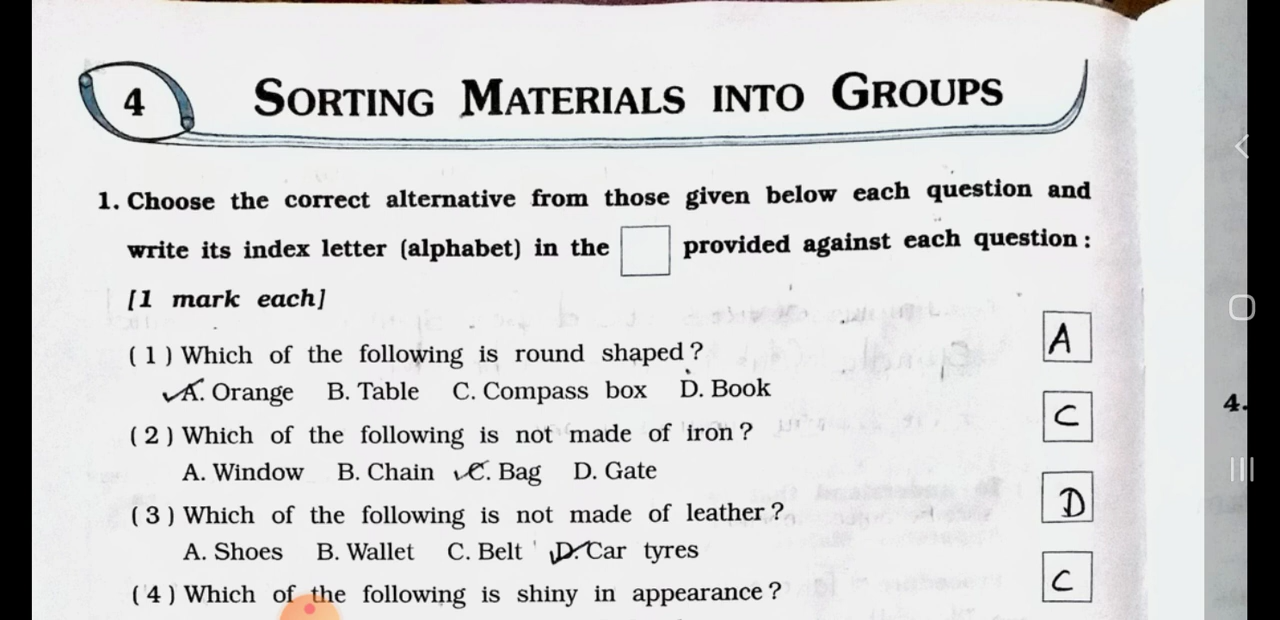 4 SORTING MATERIALS INTO GROUPS
1. Choose the correct alternative from those given below each question and
write its index letter (alphabet) in the provided against each question :
[1 mark each]
(1) Which of the following is round shaped? A
A. Orange B. Table C. Compass box D. Book
(2) Which of the following is not made of iron? C
A. Window B. Chain C. Bag D. Gate
4.
(3) Which of the following is not made of leather? D
A. Shoes B. Wallet C. Belt D. Car tyres
(4) Which of the following is shiny in appearance? C